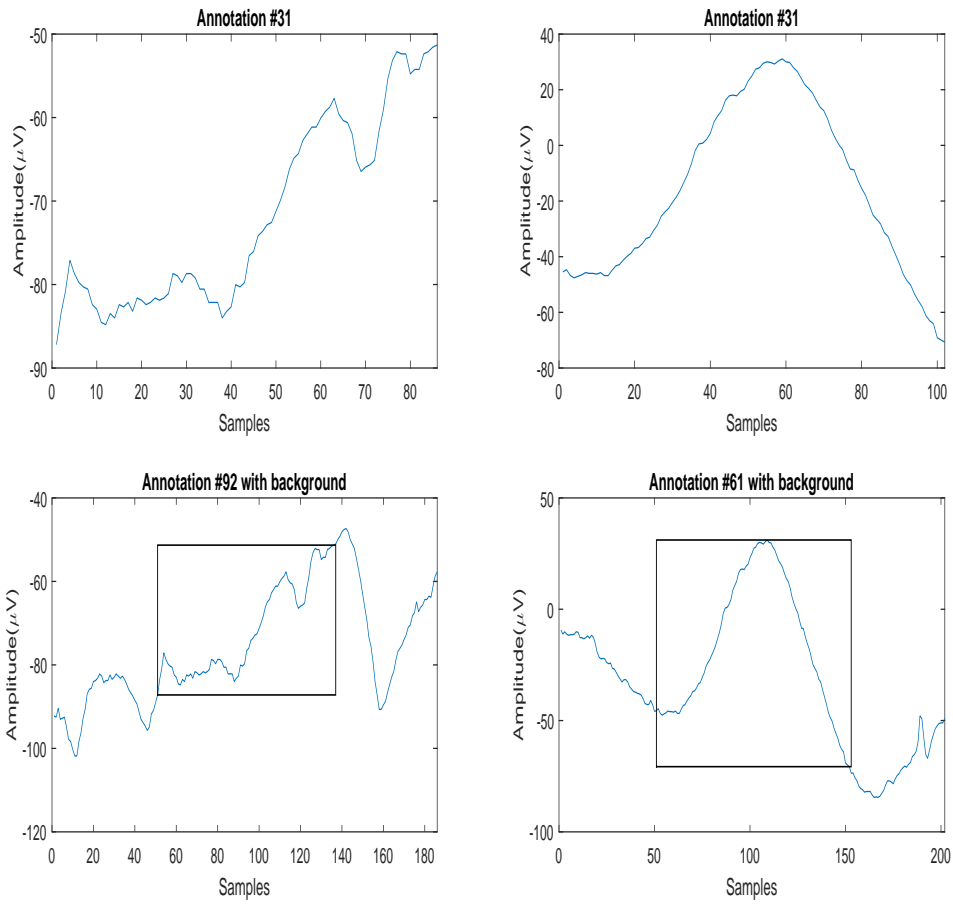 Annotation #31
-50
-60
-70
-80
-90
Amplitude(μV)
0 10 20 30 40 50 60 70 80
Samples
Annotation #31
40
20
0
-20
-40
-60
-80
Amplitude(μV)
0 20 40 60 80 100
Samples
Annotation #92 with background
-40
-60
-80
-100
-120
Amplitude(μV)
0 20 40 60 80 100 120 140 160 180
Samples
Annotation #61 with background
50
0
-50
-100
Amplitude(μV)
0 50 100 150 200
Samples